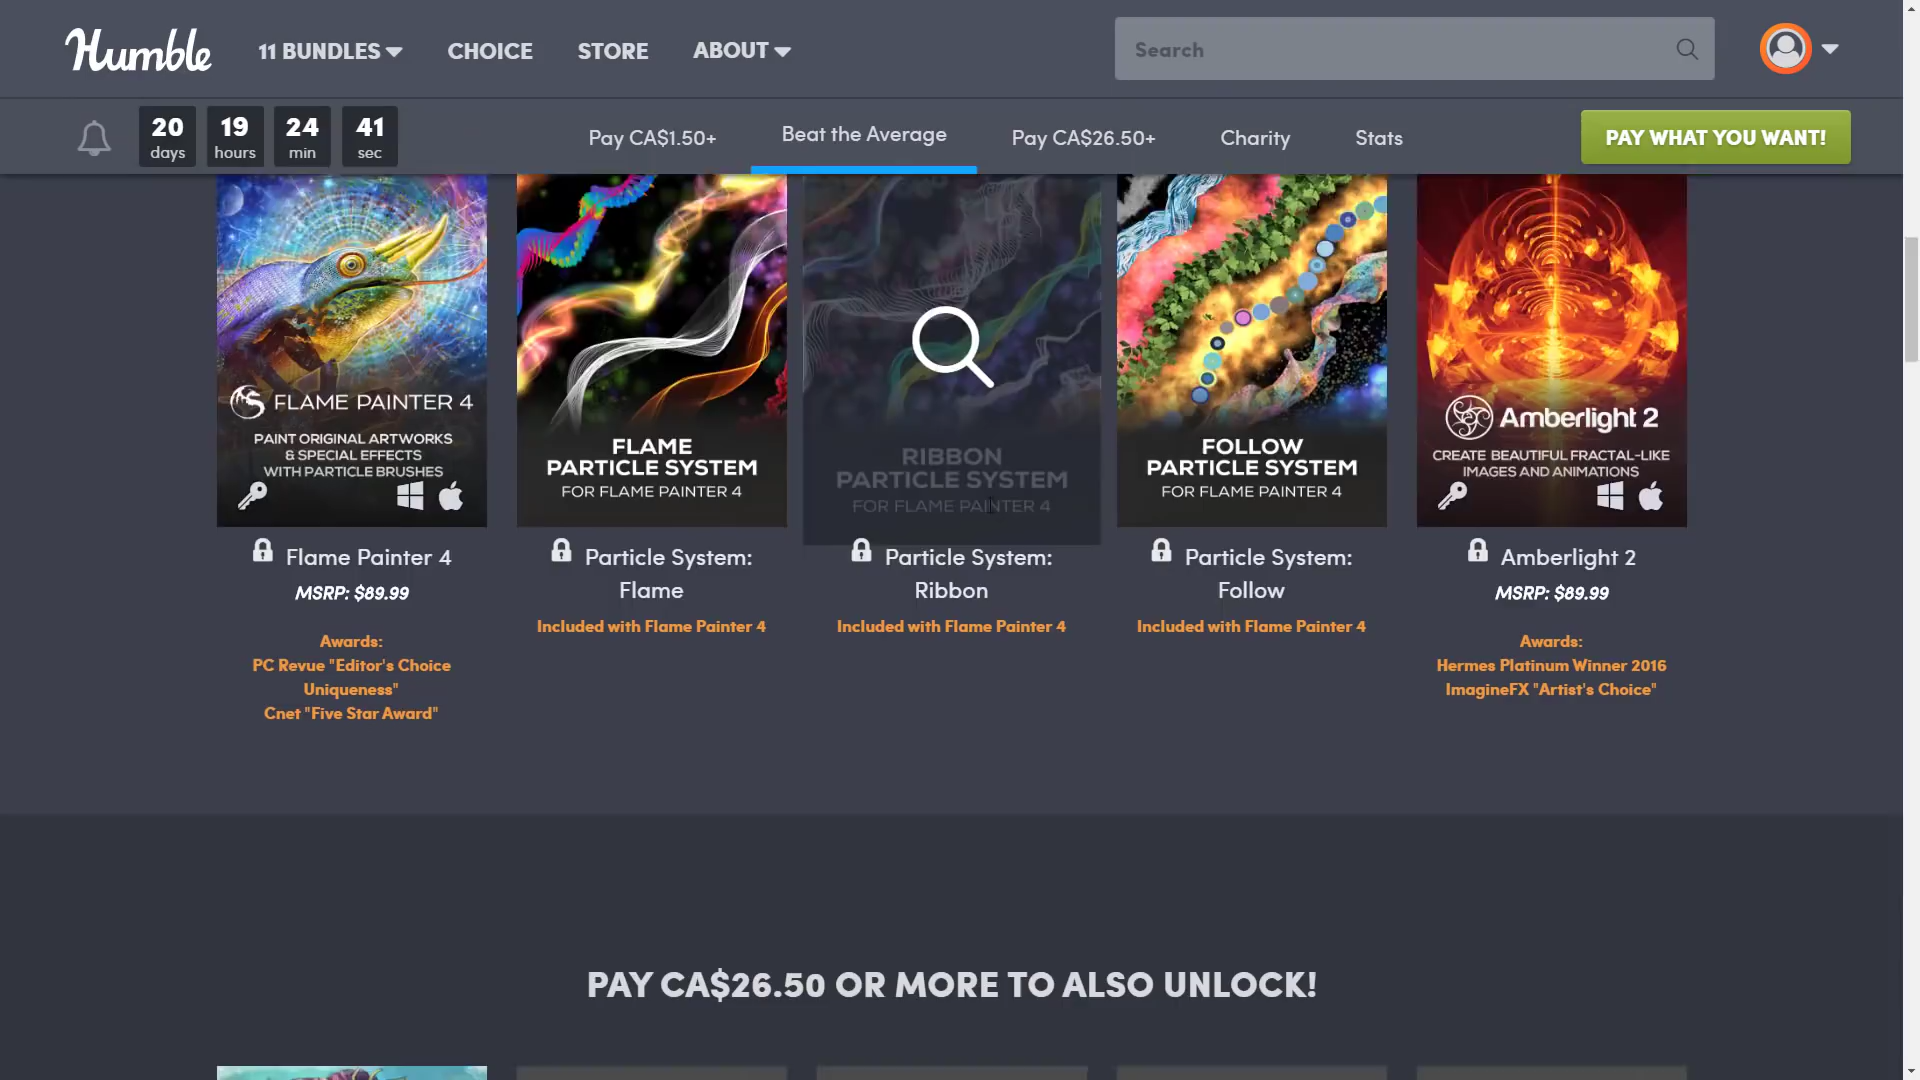 Humble
11 BUNDLES
CHOICE
STORE
ABOUT
Search
20
days
19
hours
24
min
41
sec
Pay CA$1.50+
Beat the Average
Pay CA$26.50+
Charity
Stats
PAY WHAT YOU WANT!
FLAME PAINTER 4
PAINT ORIGINAL ARTWORKS
& SPECIAL EFFECTS
WITH PARTICLE BRUSHES
Flame Painter 4
MSRP: $89.99
Awards:
PC Revue "Editor's Choice
Uniqueness"
Cnet "Five Star Award"
FLAME
PARTICLE SYSTEM
FOR FLAME PAINTER 4
Particle System:
Flame
Included with Flame Painter 4
RIBBON
PARTICLE SYSTEM
FOR FLAME PAINTER 4
Particle System:
Ribbon
Included with Flame Painter 4
FOLLOW
PARTICLE SYSTEM
FOR FLAME PAINTER 4
Particle System:
Follow
Included with Flame Painter 4
Amberlight 2
CREATE BEAUTIFUL FRACTAL-LIKE
IMAGES AND ANIMATIONS
Amberlight 2
MSRP: $89.99
Awards:
Hermes Platinum Winner 2016
ImagineFX "Artist's Choice"
PAY CA$26.50 OR MORE TO ALSO UNLOCK!